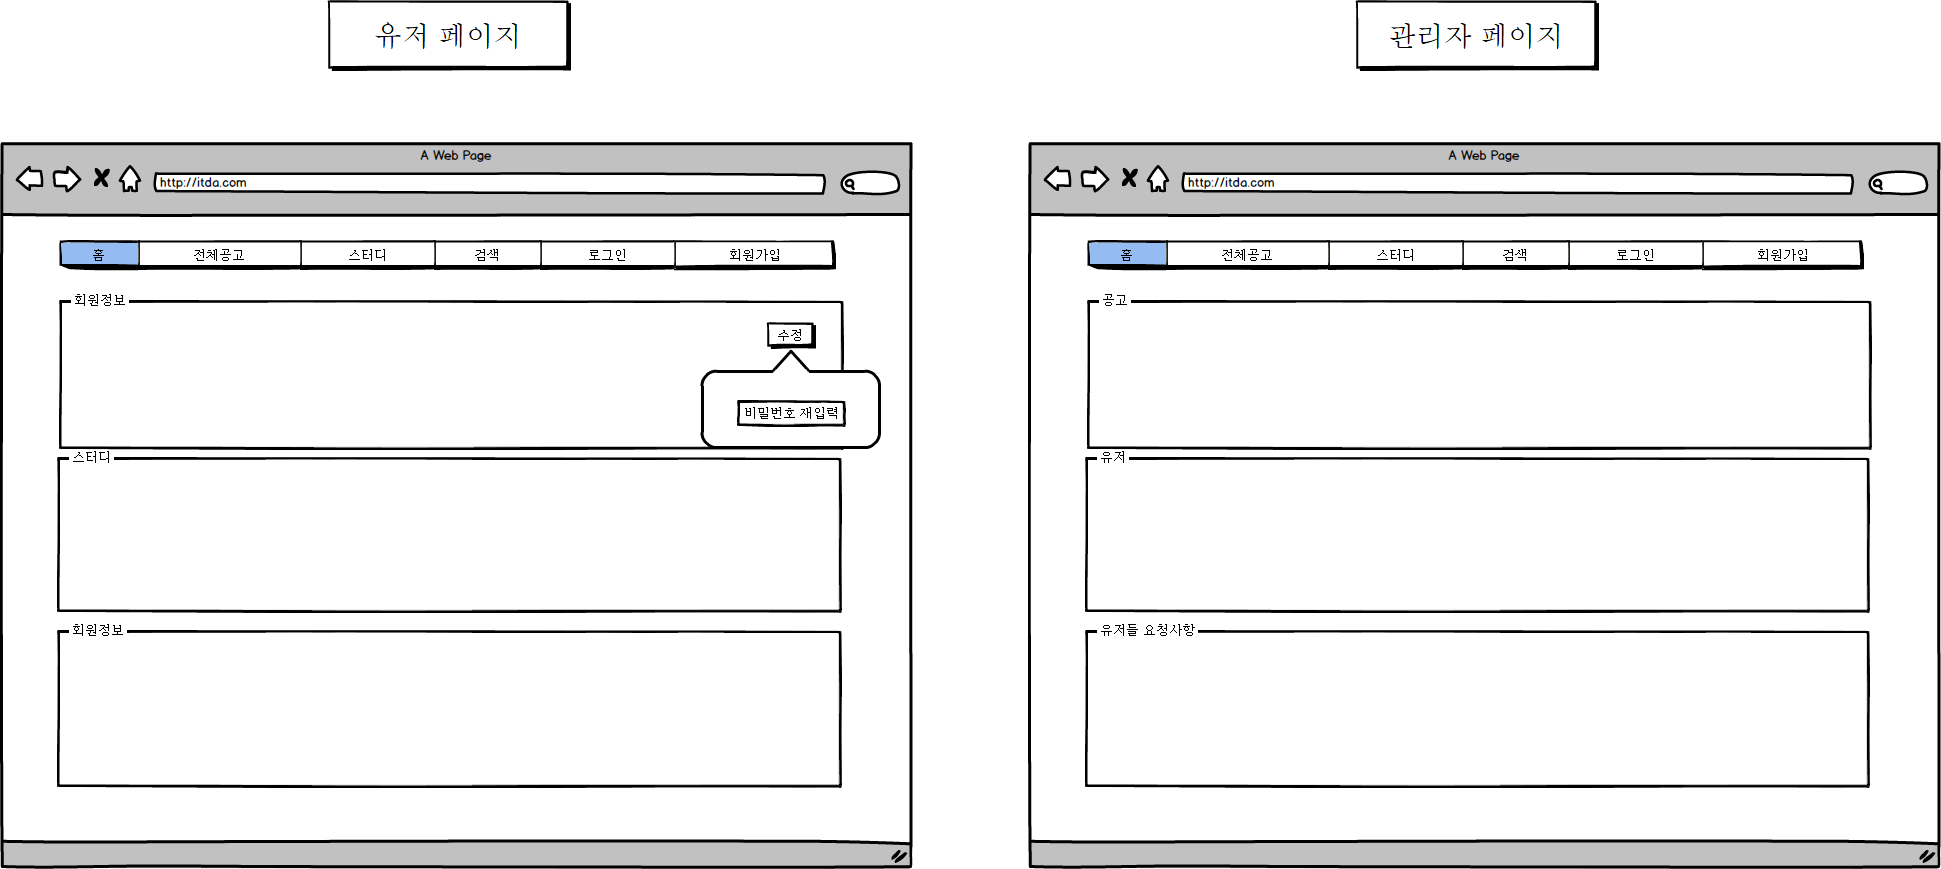 유저 페이지
관리자 페이지
A Web Page
http://itda.com
홈 전체공고 스터디 검색 로그인 회원가입
회원정보
수정
비밀번호 재입력
스터디
회원정보
A Web Page
http://itda.com
홈 전체공고 스터디 검색 로그인 회원가입
공고
유저
유저들 요청사항